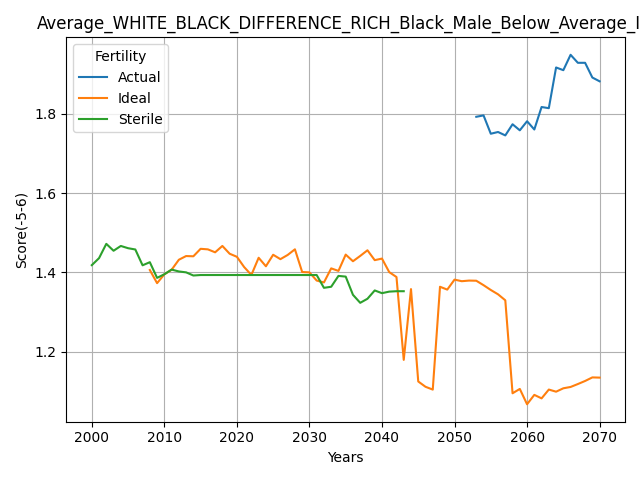 Average_WHITE_BLACK_DIFFERENCE_RICH_Black_Male_Below_Average_I
Fertility
Actual
Ideal
Sterile
Score(-5-6)
1.8
1.6
1.4
1.2
2000 2010 2020 2030 2040 2050 2060 2070
Years